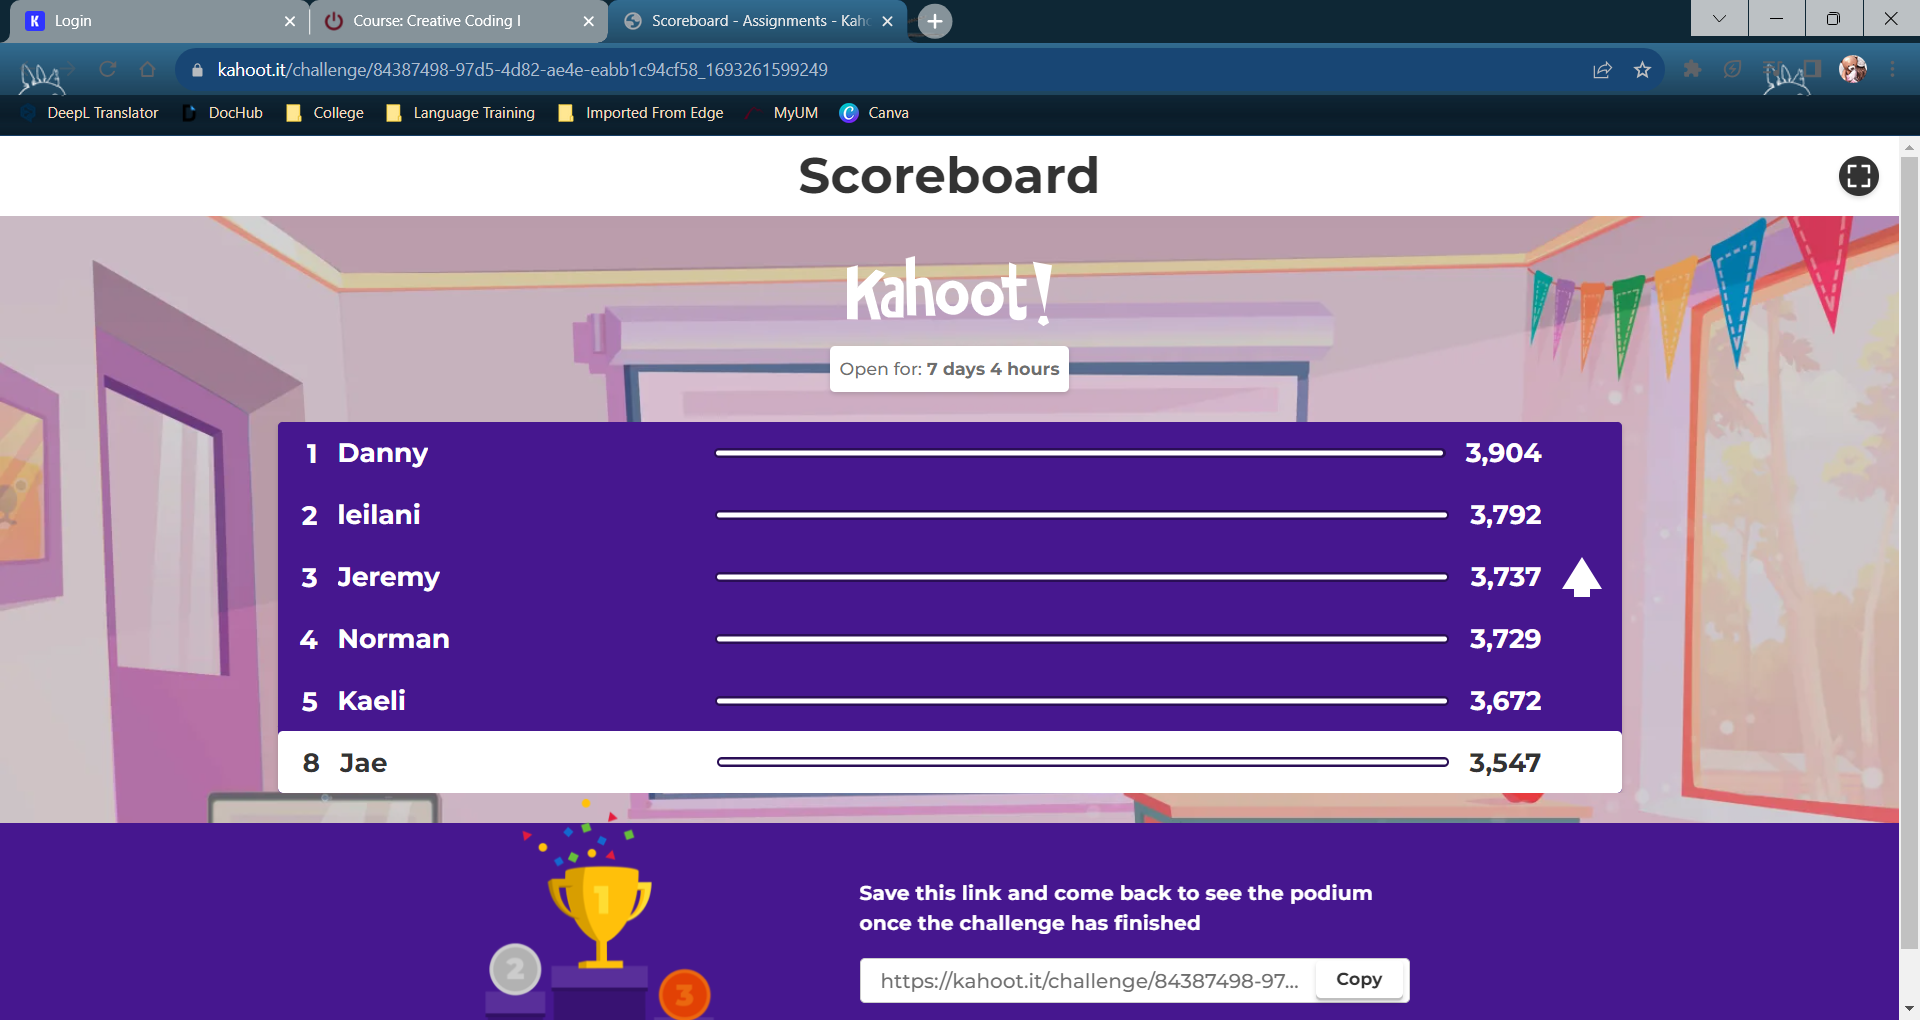 K Login
Course: Creative Coding I
Scoreboard - Assignments - Kah
kahoot.it/challenge/84387498-97d5-4d82-ae4e-eabb1c94cf58_1693261599249
DeepL Translator
DocHub
College
Language Training
Imported From Edge
MyUM
Canva
Scoreboard
Kahoot!
Open for: 7 days 4 hours
1 Danny 3,904
2 leilani 3,792
3 Jeremy 3,737
4 Norman 3,729
5 Kaeli 3,672
8 Jae 3,547
1
2
3
Save this link and come back to see the podium
once the challenge has finished
https://kahoot.it/challenge/84387498-97...
Copy